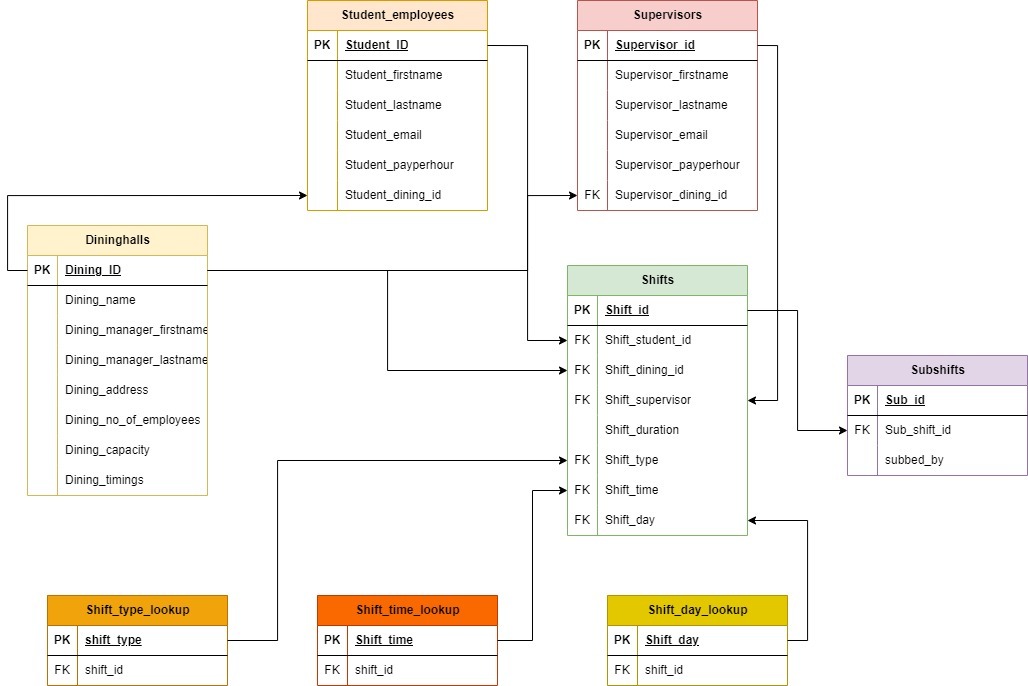 Student_employees
PK Student_ID
Student_firstname
Student_lastname
Student_email
Student_payperhour
Student_dining_id
Supervisors
PK Supervisor_id
Supervisor_firstname
Supervisor_lastname
Supervisor_email
Supervisor_payperhour
FK Supervisor_dining_id
Dininghalls
PK Dining_ID
Dining_name
Dining_manager_firstname
Dining_manager_lastname
Dining_address
Dining_no_of_employees
Dining_capacity
Dining_timings
Shifts
PK Shift_id
FK Shift_student_id
FK Shift_dining_id
FK Shift_supervisor
Shift_duration
FK Shift_type
FK Shift_time
FK Shift_day
Subshifts
PK Sub_id
FK Sub_shift_id
subbed_by
Shift_type_lookup
PK shift_type
FK shift_id
Shift_time_lookup
PK Shift_time
FK shift_id
Shift_day_lookup
PK Shift_day
FK shift_id